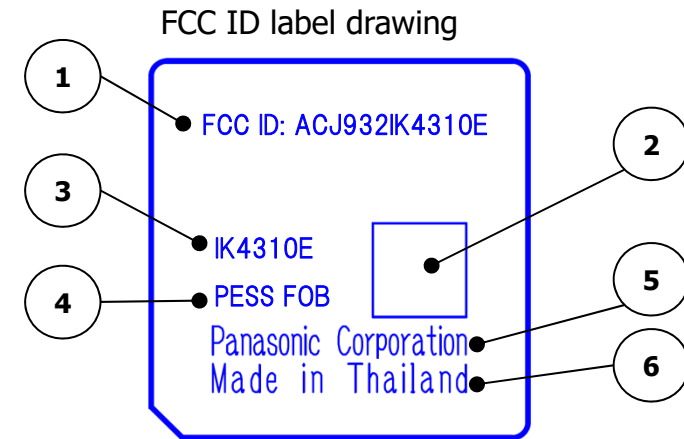 FCC ID label drawing
1
FCC ID: ACJ932IK4310E
2
3
IK4310E
4
PESS FOB
5
Panasonic Corporation
6
Made in Thailand